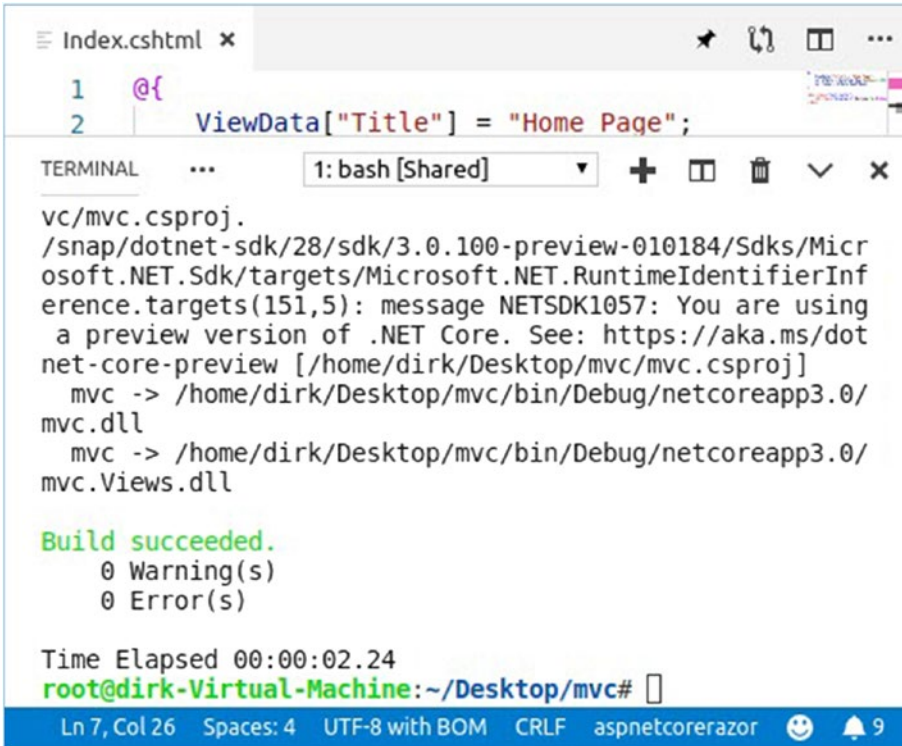 Index.cshtml
1 @{
2 ViewData["Title"] = "Home Page";
TERMINAL ... 1: bash [Shared]
vc/mvc.csproj.
/snap/dotnet-sdk/28/sdk/3.0.100-preview-010184/Sdks/Micr
osoft.NET.Sdk/targets/Microsoft.NET.RuntimeIdentifierInf
erence.targets(151,5): message NETSDK1057: You are using
 a preview version of .NET Core. See: https://aka.ms/dot
net-core-preview [/home/dirk/Desktop/mvc/mvc.csproj]
  mvc -> /home/dirk/Desktop/mvc/bin/Debug/netcoreapp3.0/
mvc.dll
  mvc -> /home/dirk/Desktop/mvc/bin/Debug/netcoreapp3.0/
mvc.Views.dll
Build succeeded.
    0 Warning(s)
    0 Error(s)
Time Elapsed 00:00:02.24
root@dirk-Virtual-Machine:~/Desktop/mvc#
Ln 7, Col 26 Spaces: 4 UTF-8 with BOM CRLF aspnetcorerazor 9